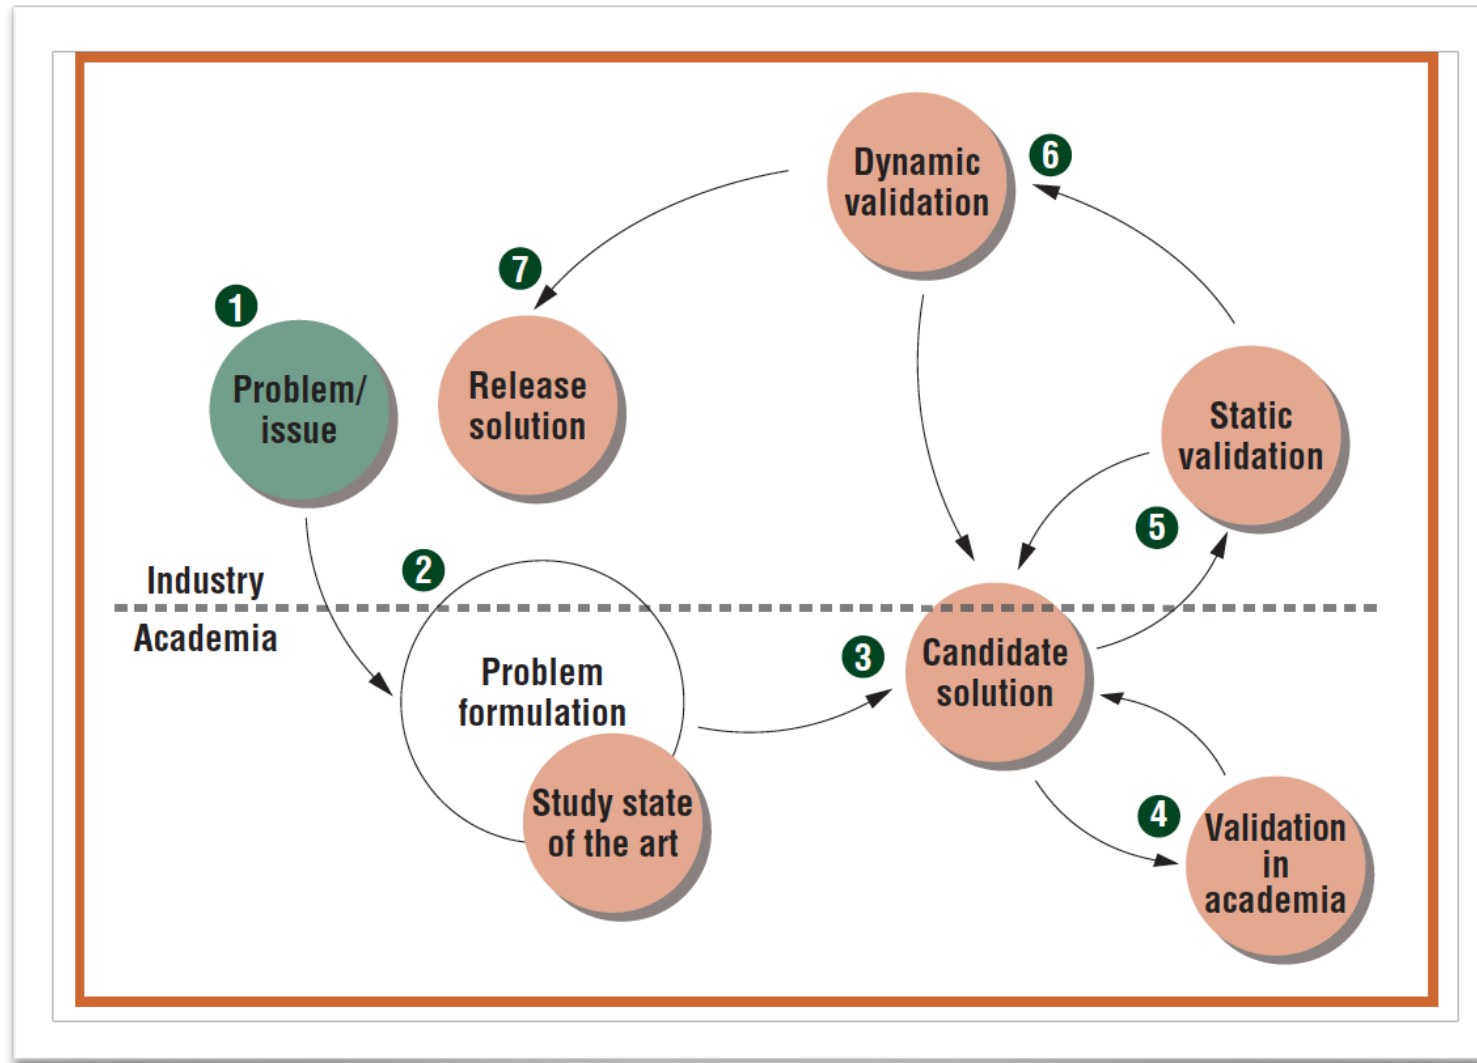 6
Dynamic
validation
7
1
Problem/
issue
Release
solution
Static
validation
5
Industry
Academia
2
Problem
formulation
Study state
of the art
3
Candidate
solution
4
Validation
in
academia